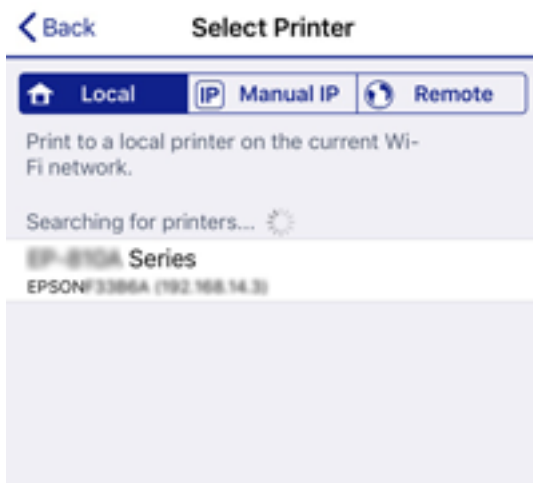 Back
Select Printer
Local
IP Manual IP
Remote
Print to a local printer on the current Wi-
Fi network.
Searching for printers...
Series
EPSON